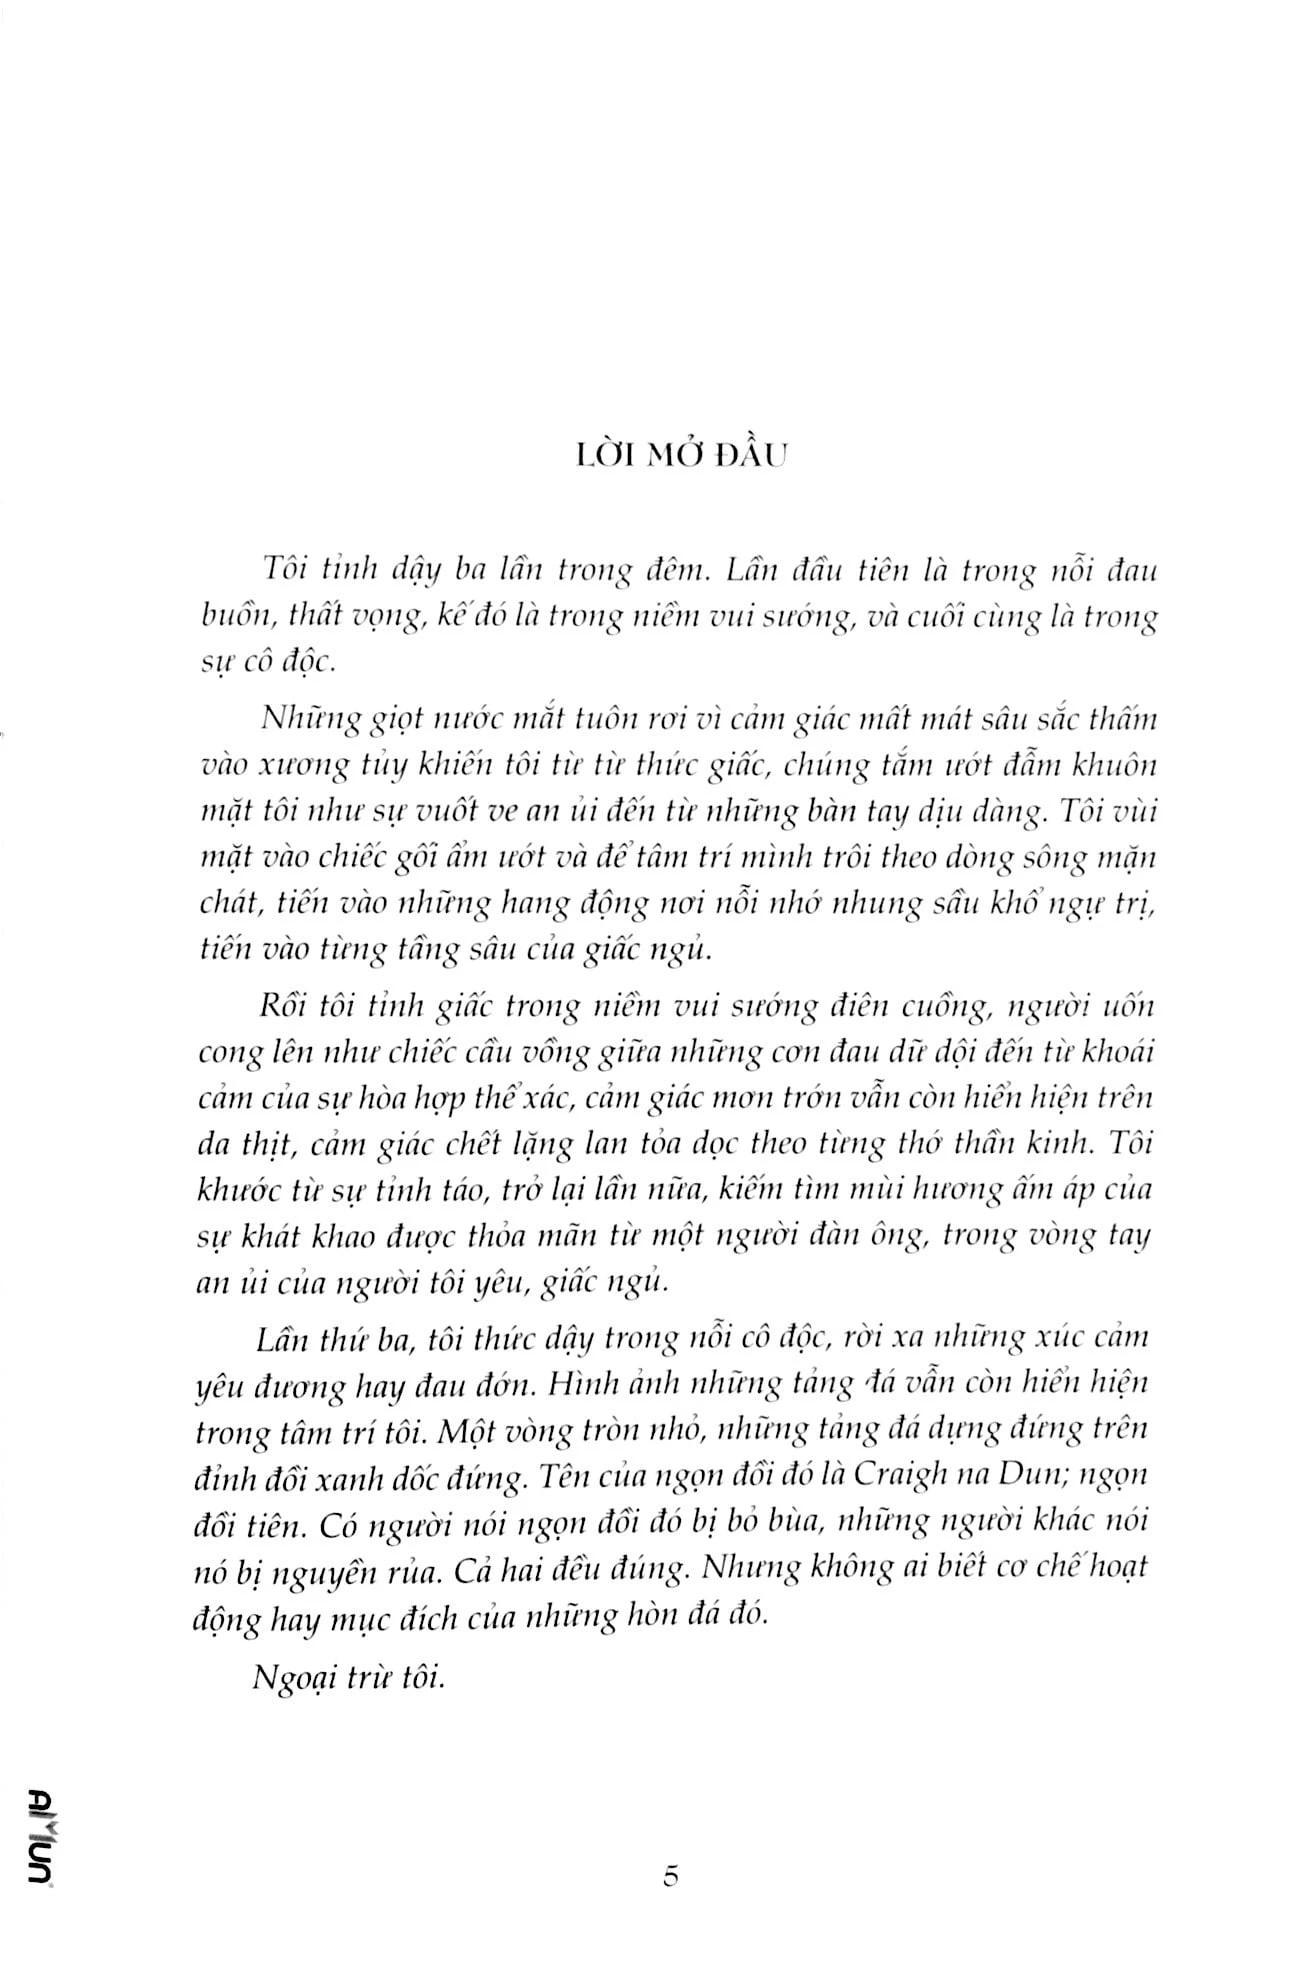 LỜI MỞ ĐẦU
Tôi tỉnh dậy ba lần trong đêm. Lần đầu tiên là trong nỗi đau
buồn, thất vọng, kế đó là trong niềm vui sướng, và cuối cùng là trong
sự cô độc.
Những giọt nước mắt tuôn rơi vì cảm giác mất mát sâu sắc thấm
vào xương tủy khiến tôi từ từ thức giấc, chúng tắm ướt đẫm khuôn
mặt tôi như sự vuốt ve an ủi đến từ những bàn tay dịu dàng. Tôi vùi
mặt vào chiếc gối ẩm ướt và để tâm trí mình trôi theo dòng sông mặn
chát, tiến vào những hang động nơi nỗi nhớ nhung sầu khổ ngự trị,
tiến vào từng tầng sâu của giấc ngủ.
Rồi tôi tỉnh giấc trong niềm vui sướng điên cuồng, người uốn
cong lên như chiếc cầu vồng giữa những cơn đau dữ dội đến từ khoái
cảm của sự hòa hợp thể xác, cảm giác mơn trớn vẫn còn hiển hiện trên
da thịt, cảm giác chết lặng lan tỏa dọc theo từng thớ thần kinh. Tôi
khước từ sự tỉnh táo, trở lại lần nữa, kiếm tìm mùi hương ấm áp của
sự khát khao được thỏa mãn từ một người đàn ông, trong vòng tay
an ủi của người tôi yêu, giấc ngủ.
Lần thứ ba, tôi thức dậy trong nỗi cô độc, rời xa những xúc cảm
yêu đương hay đau đớn. Hình ảnh những tảng đá vẫn còn hiển hiện
trong tâm trí tôi. Một vòng tròn nhỏ, những tảng đá dựng đứng trên
đỉnh đồi xanh dốc đứng. Tên của ngọn đồi đó là Craigh na Dun; ngọn
đồi tiên. Có người nói ngọn đồi đó bị bỏ bùa, những người khác nói
nó bị nguyền rủa. Cả hai đều đúng. Nhưng không ai biết cơ chế hoạt
động hay mục đích của những hòn đá đó.
Ngoại trừ tôi.
5